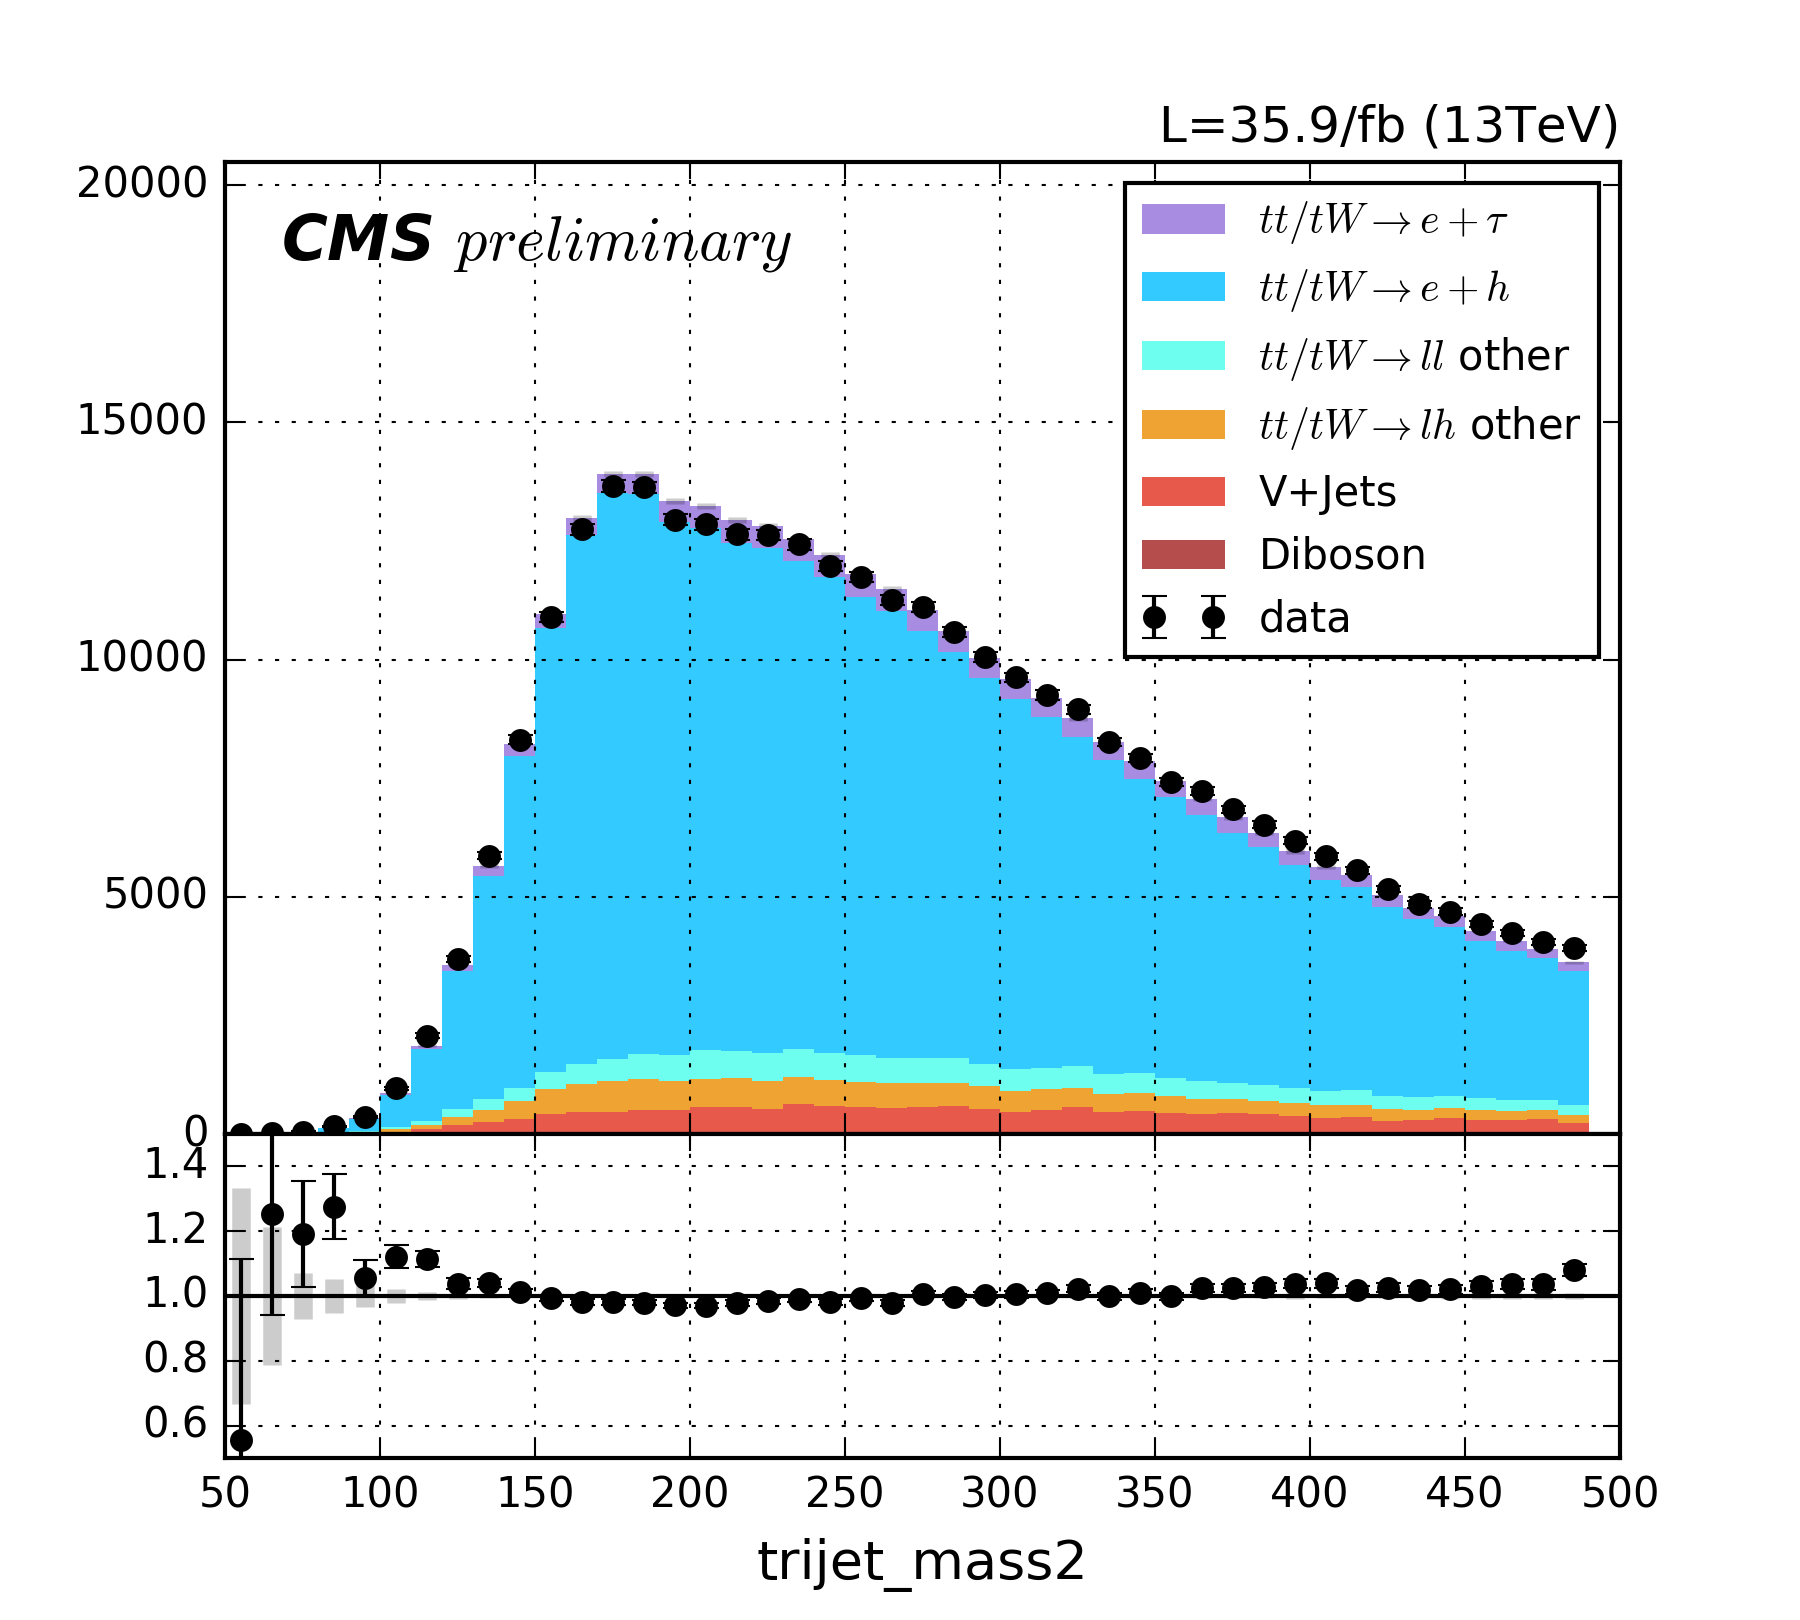 L=35.9/fb (13TeV)
CMS preliminary
20000
15000
10000
5000
0
tt/tW → e + τ
tt/tW → e + h
tt/tW → ll other
tt/tW → lh other
V+Jets
Diboson
data
1.4
1.2
1.0
0.8
0.6
50 100 150 200 250 300 350 400 450 500
trijet_mass2